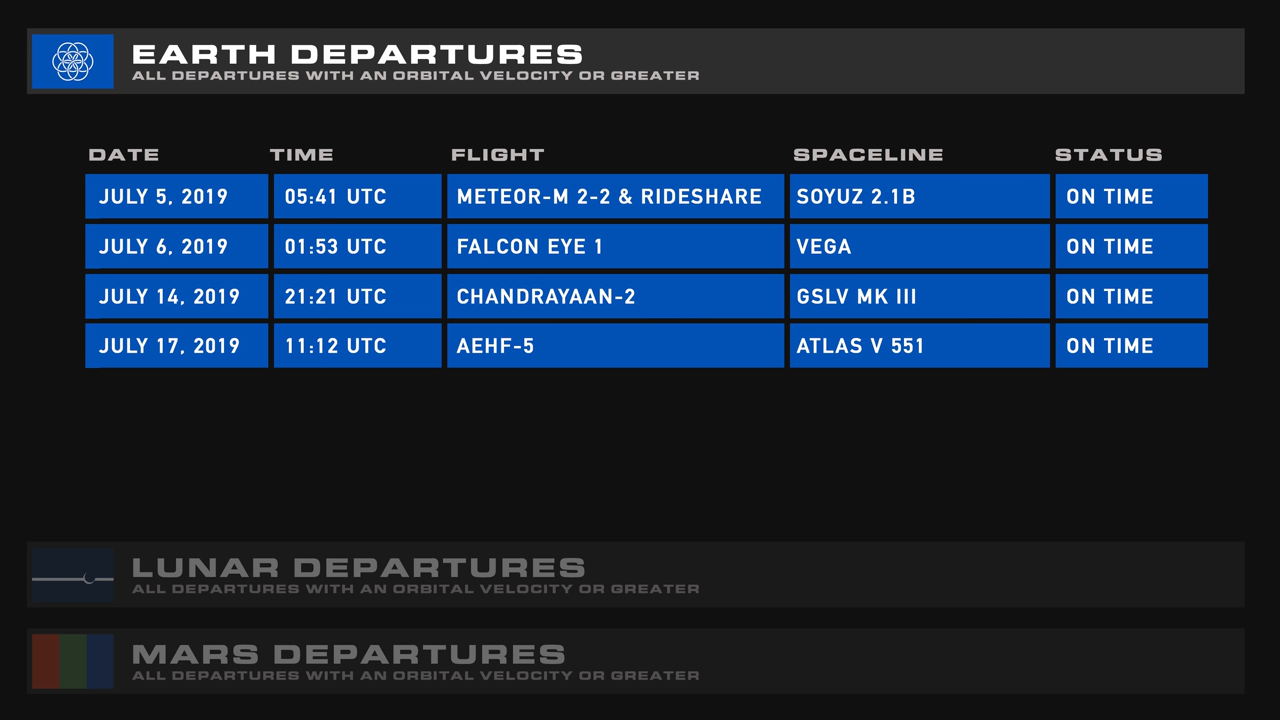 EARTH DEPARTURES
ALL DEPARTURES WITH AN ORBITAL VELOCITY OR GREATER
DATE TIME FLIGHT SPACELINE STATUS
JULY 5, 2019 05:41 UTC METEOR-M 2-2 & RIDESHARE SOYUZ 2.1B ON TIME
JULY 6, 2019 01:53 UTC FALCON EYE 1 VEGA ON TIME
JULY 14, 2019 21:21 UTC CHANDRAYAAN-2 GSLV MK III ON TIME
JULY 17, 2019 11:12 UTC AEHF-5 ATLAS V 551 ON TIME
LUNAR DEPARTURES
ALL DEPARTURES WITH AN ORBITAL VELOCITY OR GREATER
MARS DEPARTURES
ALL DEPARTURES WITH AN ORBITAL VELOCITY OR GREATER